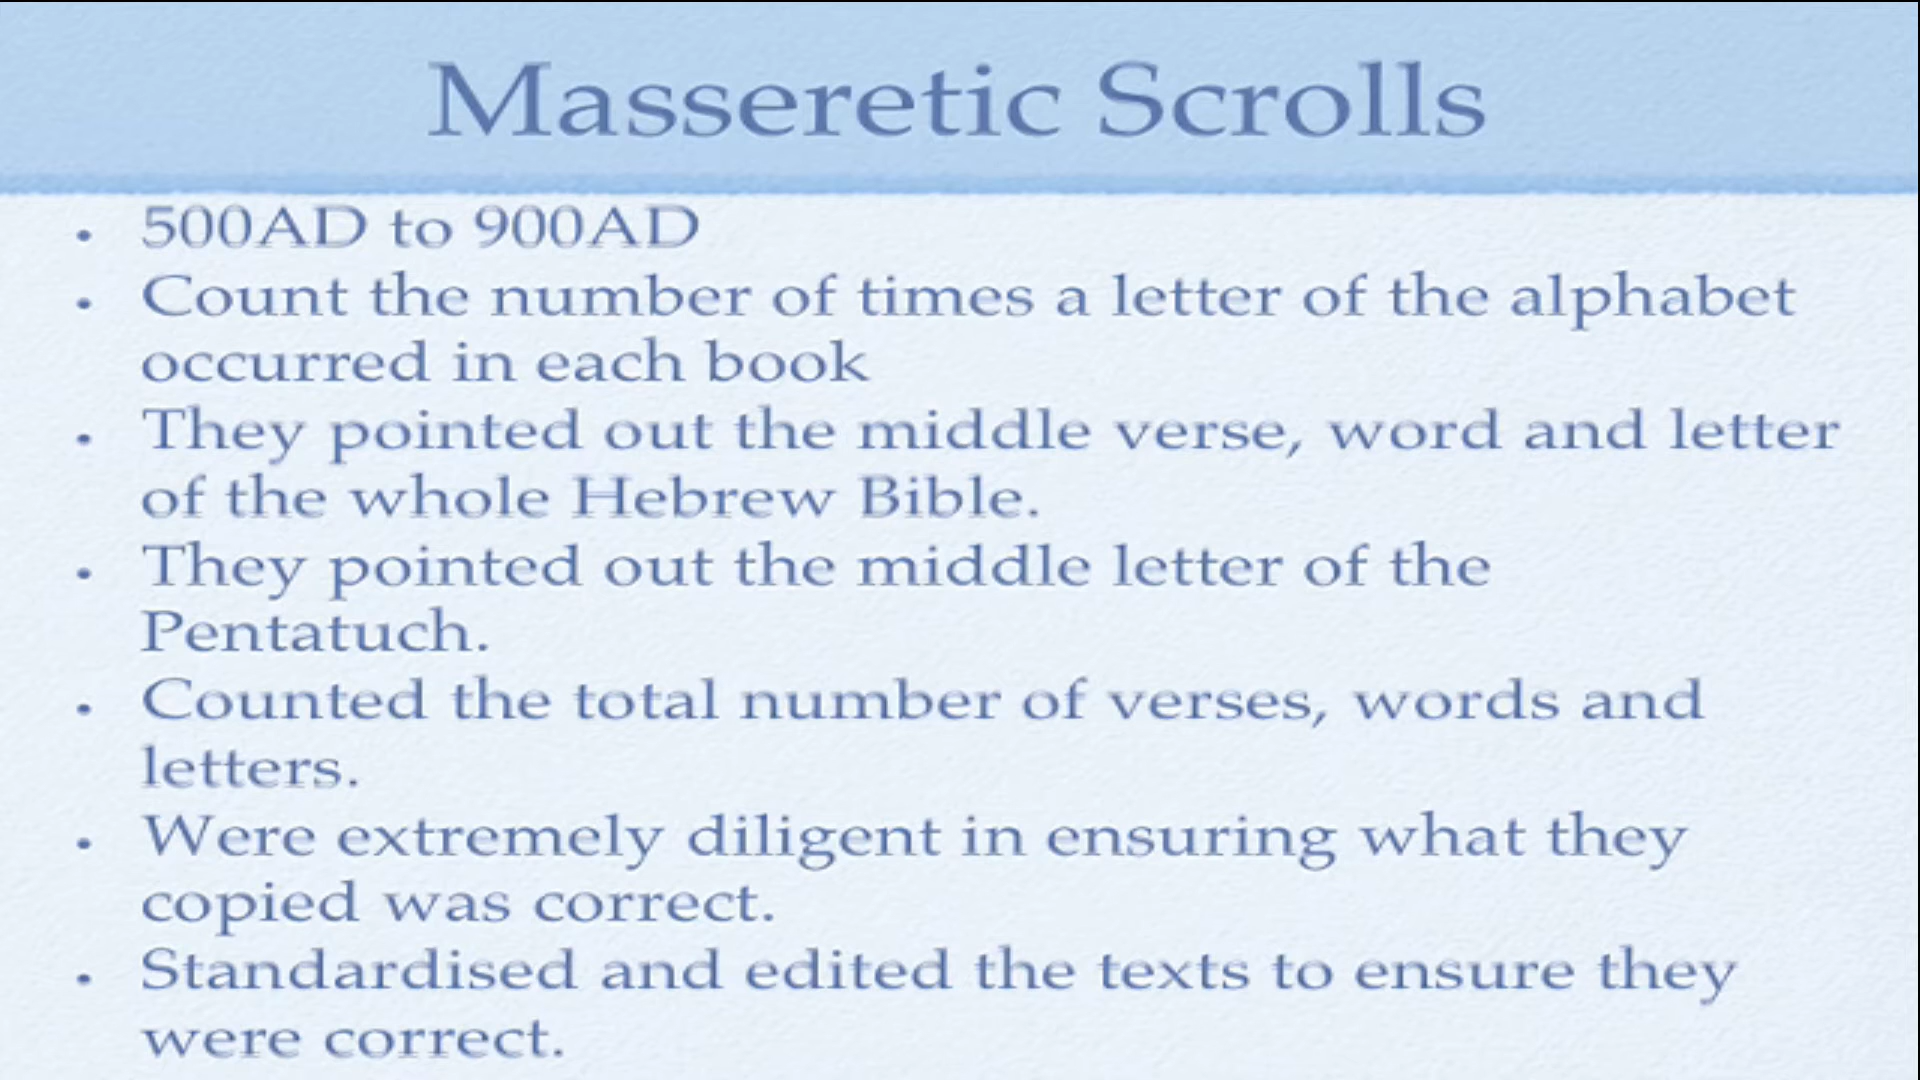 Masseretic Scrolls
• 500AD to 900AD
• Count the number of times a letter of the alphabet
occurred in each book
• They pointed out the middle verse, word and letter
of the whole Hebrew Bible.
• They pointed out the middle letter of the
Pentatuch.
• Counted the total number of verses, words and
letters.
• Were extremely diligent in ensuring what they
copied was correct.
• Standardised and edited the texts to ensure they
were correct.